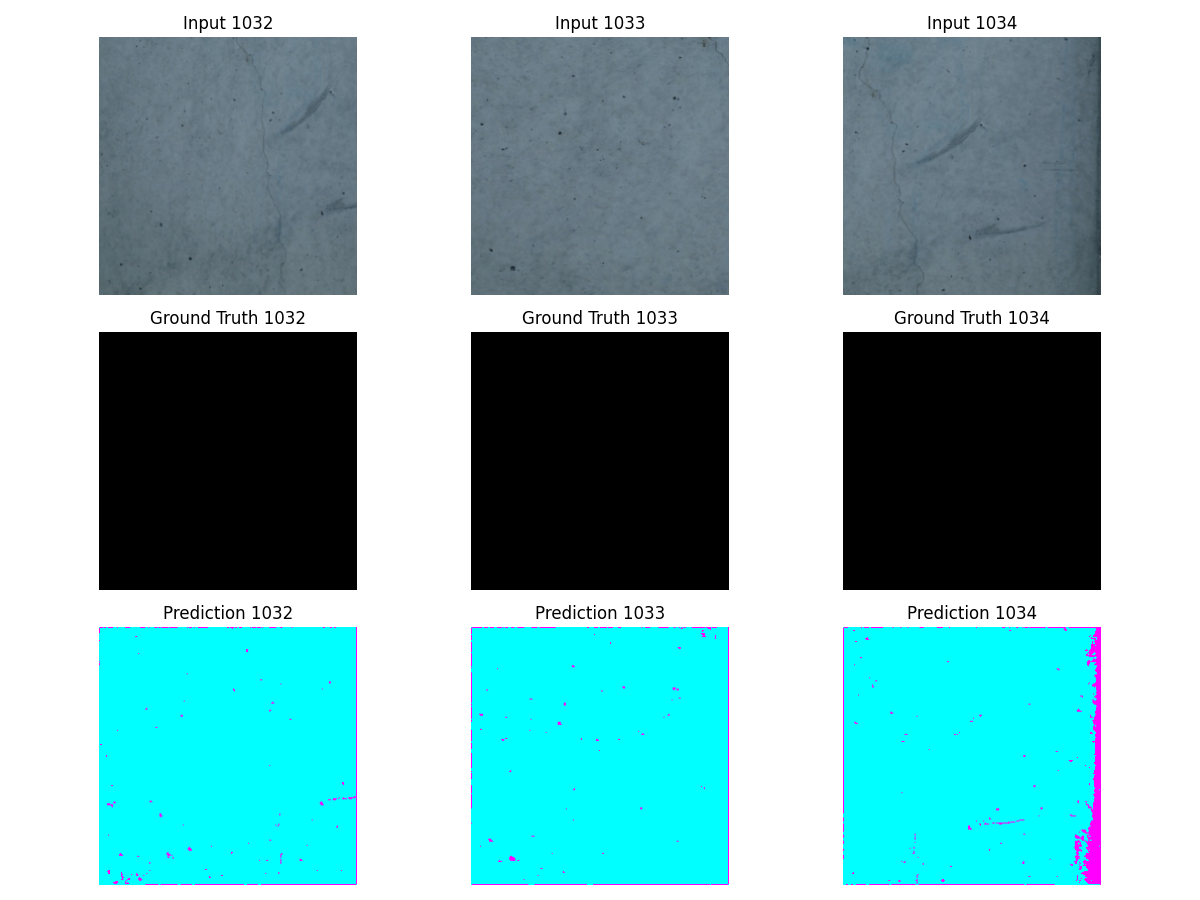 Input 1032
Input 1033
Input 1034
Ground Truth 1032
Ground Truth 1033
Ground Truth 1034
Prediction 1032
Prediction 1033
Prediction 1034